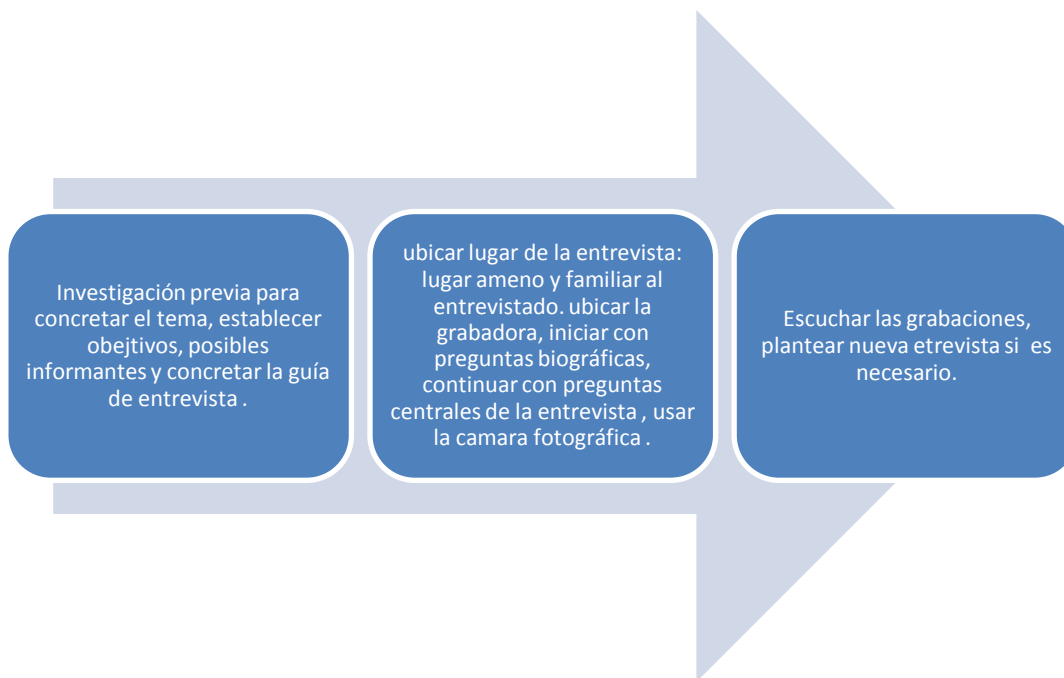 Investigación previa para
concretar el tema, establecer
obejtivos, posibles
informantes y concretar la guía
de entrevista .
ubicar lugar de la entrevista:
lugar ameno y familiar al
entrevistado. ubicar la
grabadora, iniciar con
preguntas biográficas,
continuar con preguntas
centrales de la entrevista , usar
la camara fotográfica .
Escuchar las grabaciones,
plantear nueva etrevista si  es
necesario.